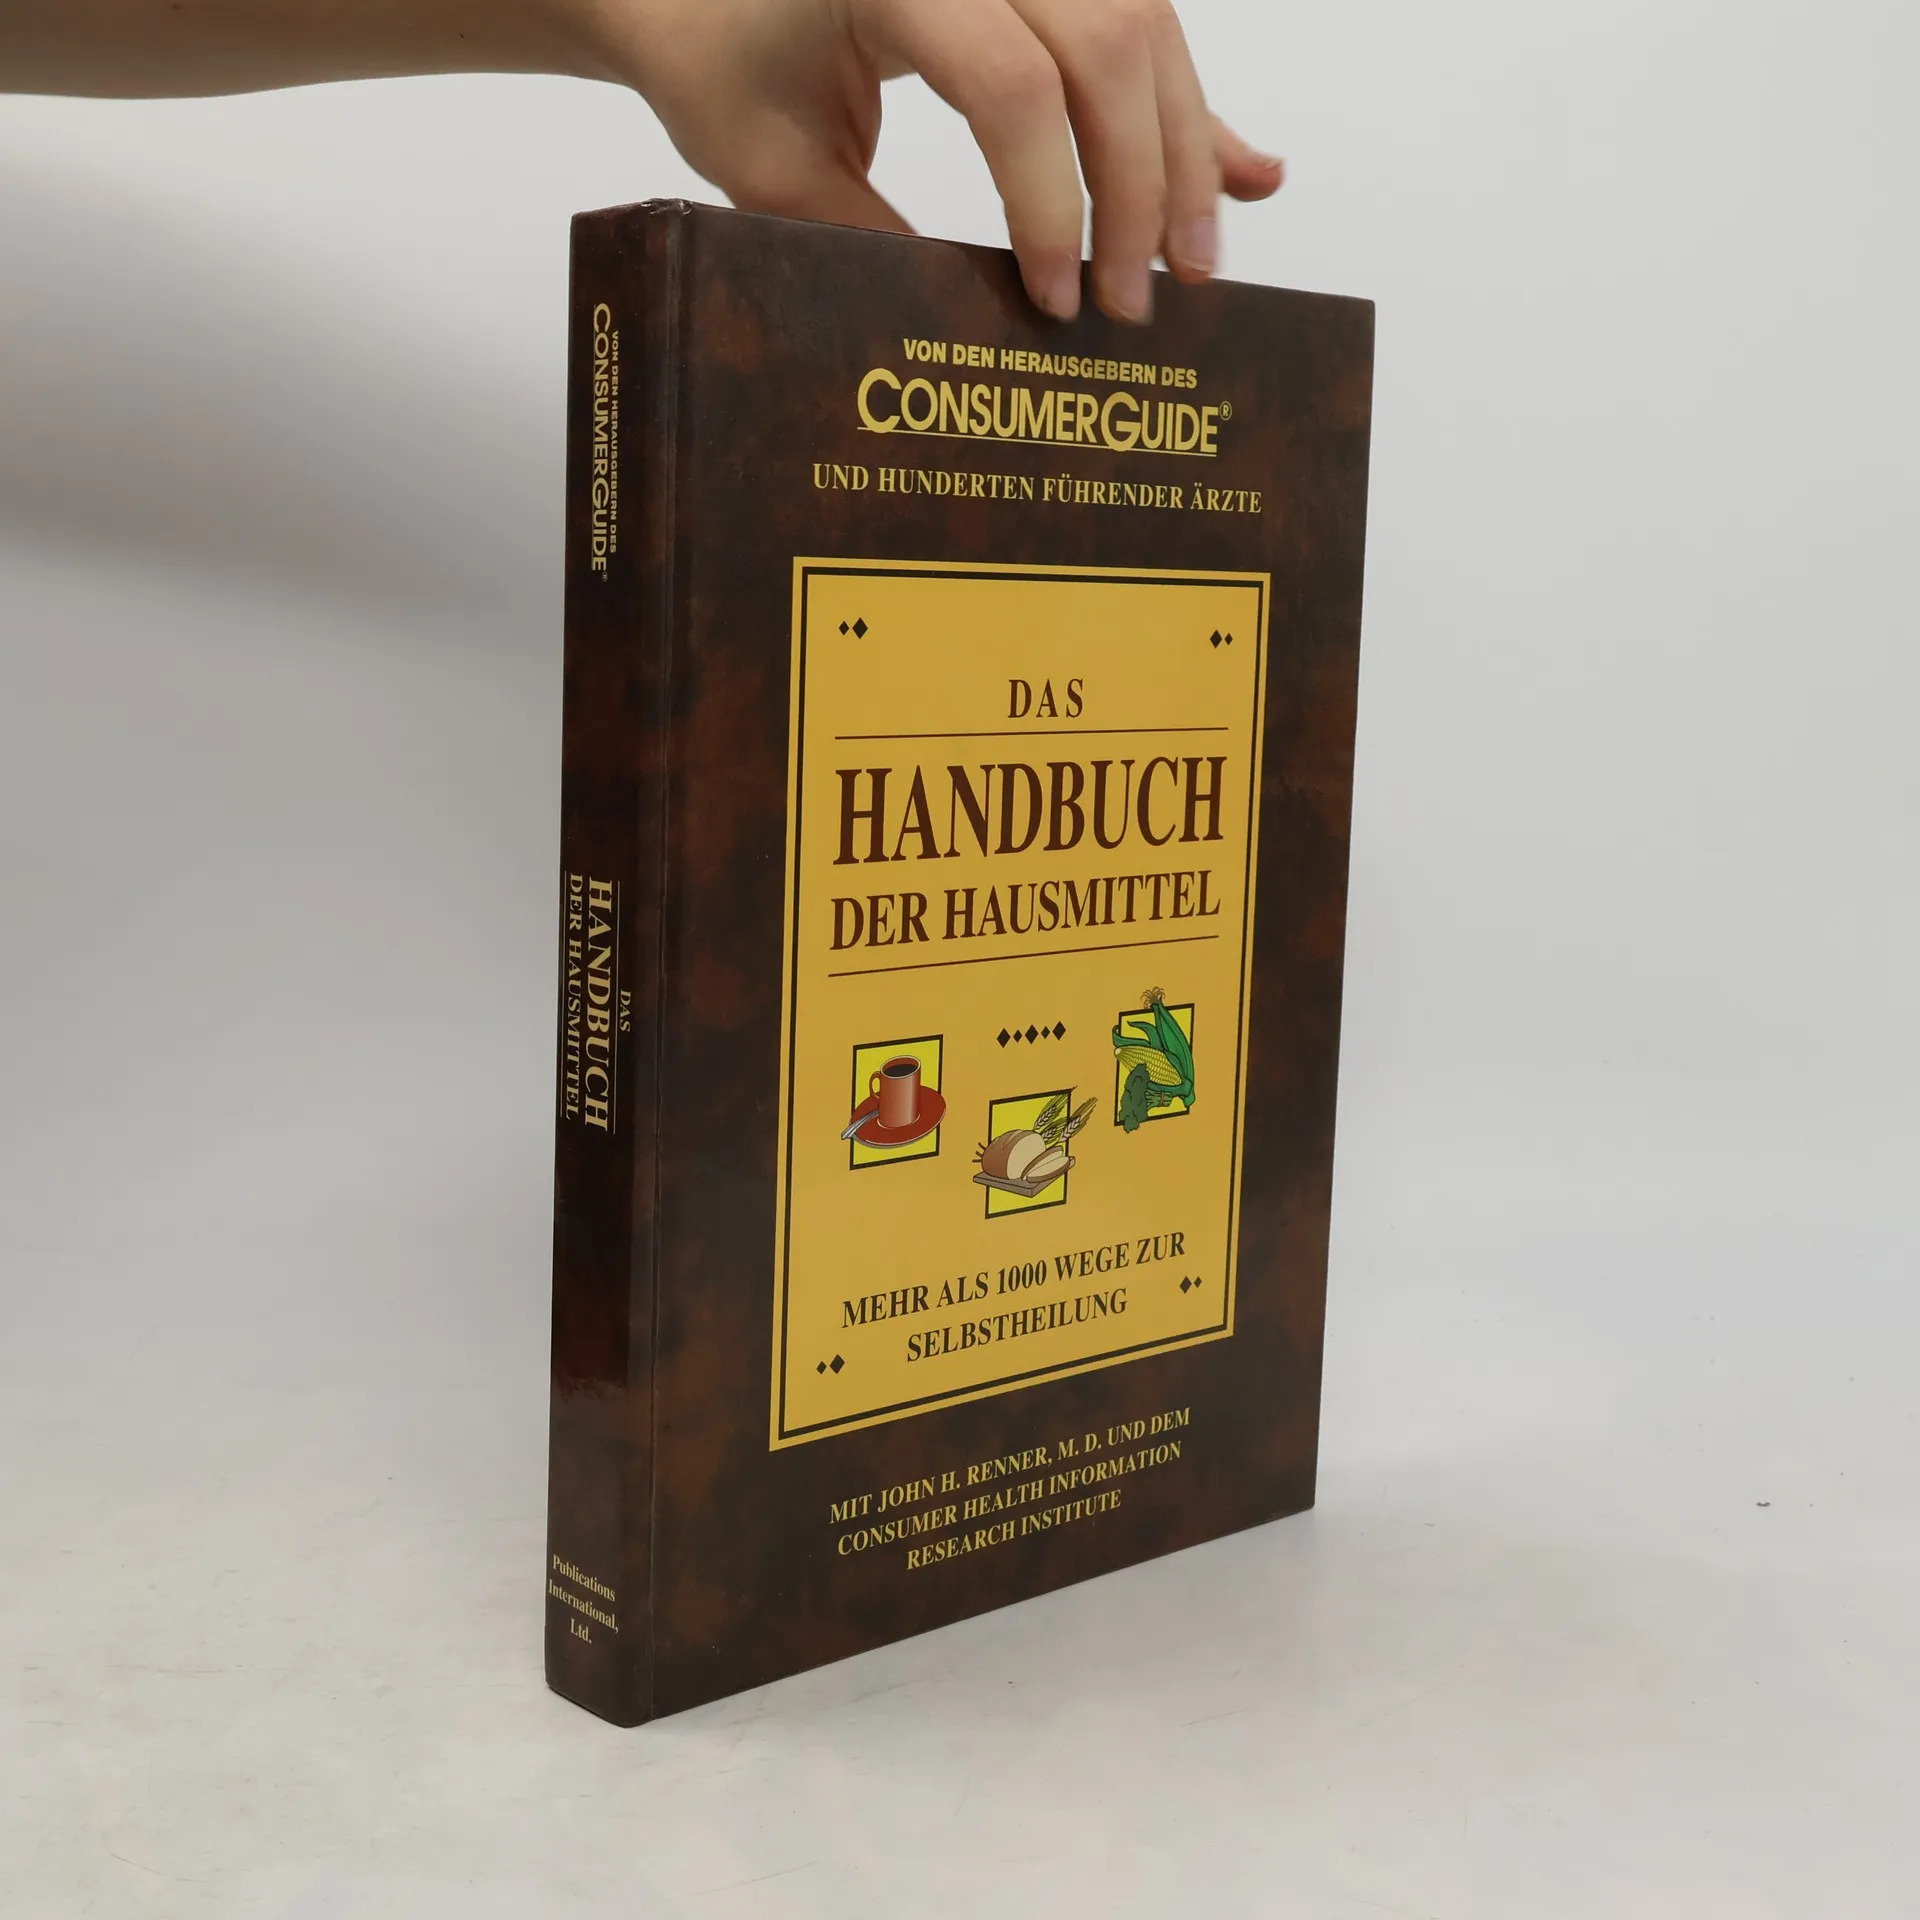 VON DEN HERAUSGEBERN DES
CONSUMERGUIDE®
UND HUNDERTEN FÜHRENDER ÄRZTE
DAS
HANDBUCH
DER HAUSMITTEL
MEHR ALS 1000 WEGE ZUR
SELBSTHEILUNG
MIT JOHN H. RENNER, M. D. UND DEM
CONSUMER HEALTH INFORMATION
RESEARCH INSTITUTE
VON DEN HERAUSGEBERN DES
CONSUMERGUIDE®
DAS
HANDBUCH
DER HAUSMITTEL
Publications
International,
Ltd.